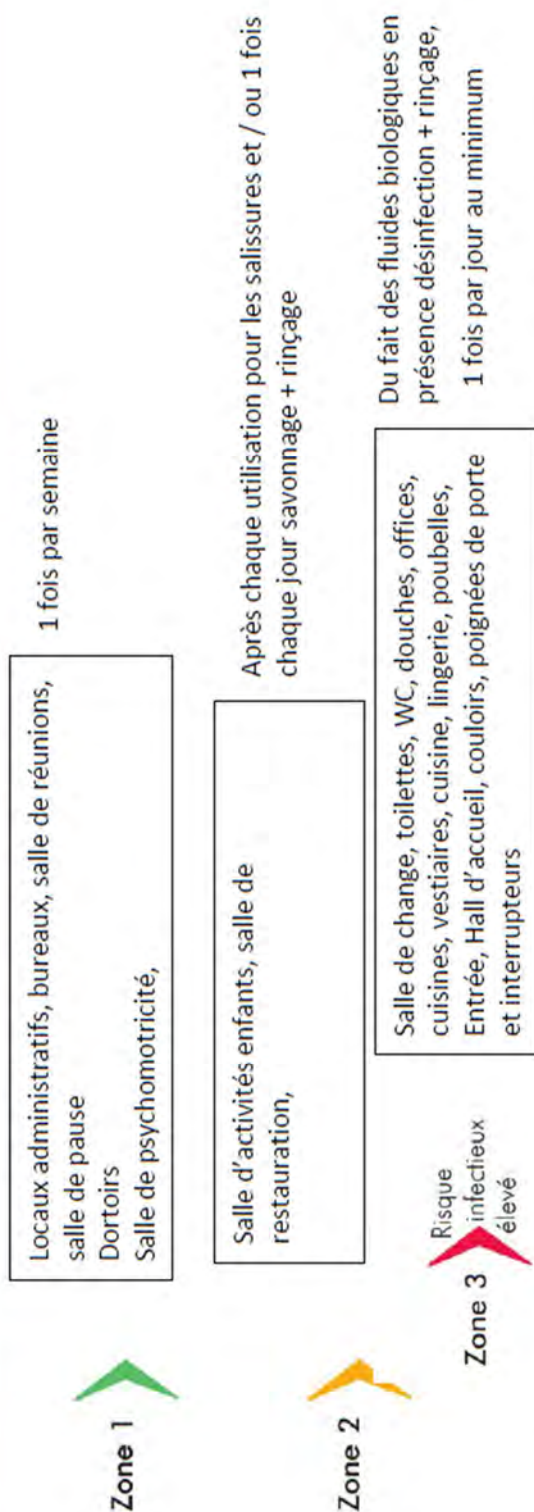 Zone 1
Locaux administratifs, bureaux, salle de réunions,
salle de pause
Dortoirs
Salle de psychomotricité,
1 fois par semaine
Zone 2
Salle d'activités enfants, salle de
restauration,
Après chaque utilisation pour les salissures et / ou 1 fois
chaque jour savonnage + rinçage
Zone 3
Risque
infectieux
élevé
Salle de change, toilettes, WC, douches, offices,
cuisines, vestiaires, cuisine, lingerie, poubelles,
Entrée, Hall d'accueil, couloirs, poignées de porte
et interrupteurs
Du fait des fluides biologiques en
présence désinfection + rinçage,
1 fois par jour au minimum